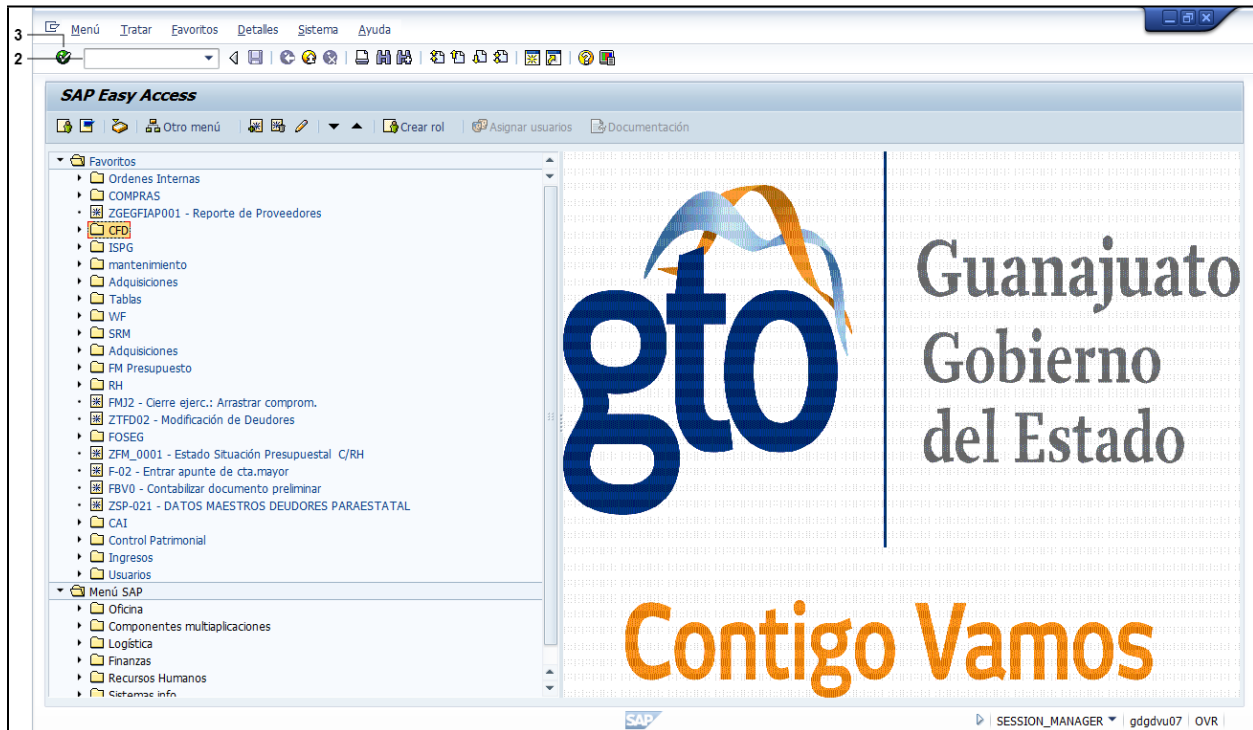 Menú Tratar Favoritos Detalles Sistema Ayuda
3
2
SAP Easy Access
Otro menú Crear rol Asignar usuarios Documentación
Favoritos
Ordenes Internas
COMPRAS
ZGEGFIAP001 - Reporte de Proveedores
CFD
ISPG
mantenimiento
Adquisiciones
Tablas
WF
SRM
Adquisiciones
FM Presupuesto
RH
FMJ2 - Cierre ejerc.: Arrastrar comprom.
ZTFD02 - Modificación de Deudores
FOSEG
ZFM_0001 - Estado Situación Presupuestal C/RH
F-02 - Entrar apunte de cta.mayor
FBV0 - Contabilizar documento preliminar
ZSP-021 - DATOS MAESTROS DEUDORES PARAESTATAL
CAI
Control Patrimonial
Ingresos
Usuarios
Menú SAP
Oficina
Componentes multiaplicaciones
Logística
Finanzas
Recursos Humanos
Sistemas info
gto
Guanajuato
Gobierno
del Estado
Contigo Vamos
SAP
SESSION_MANAGER gdgdvu07 OVR